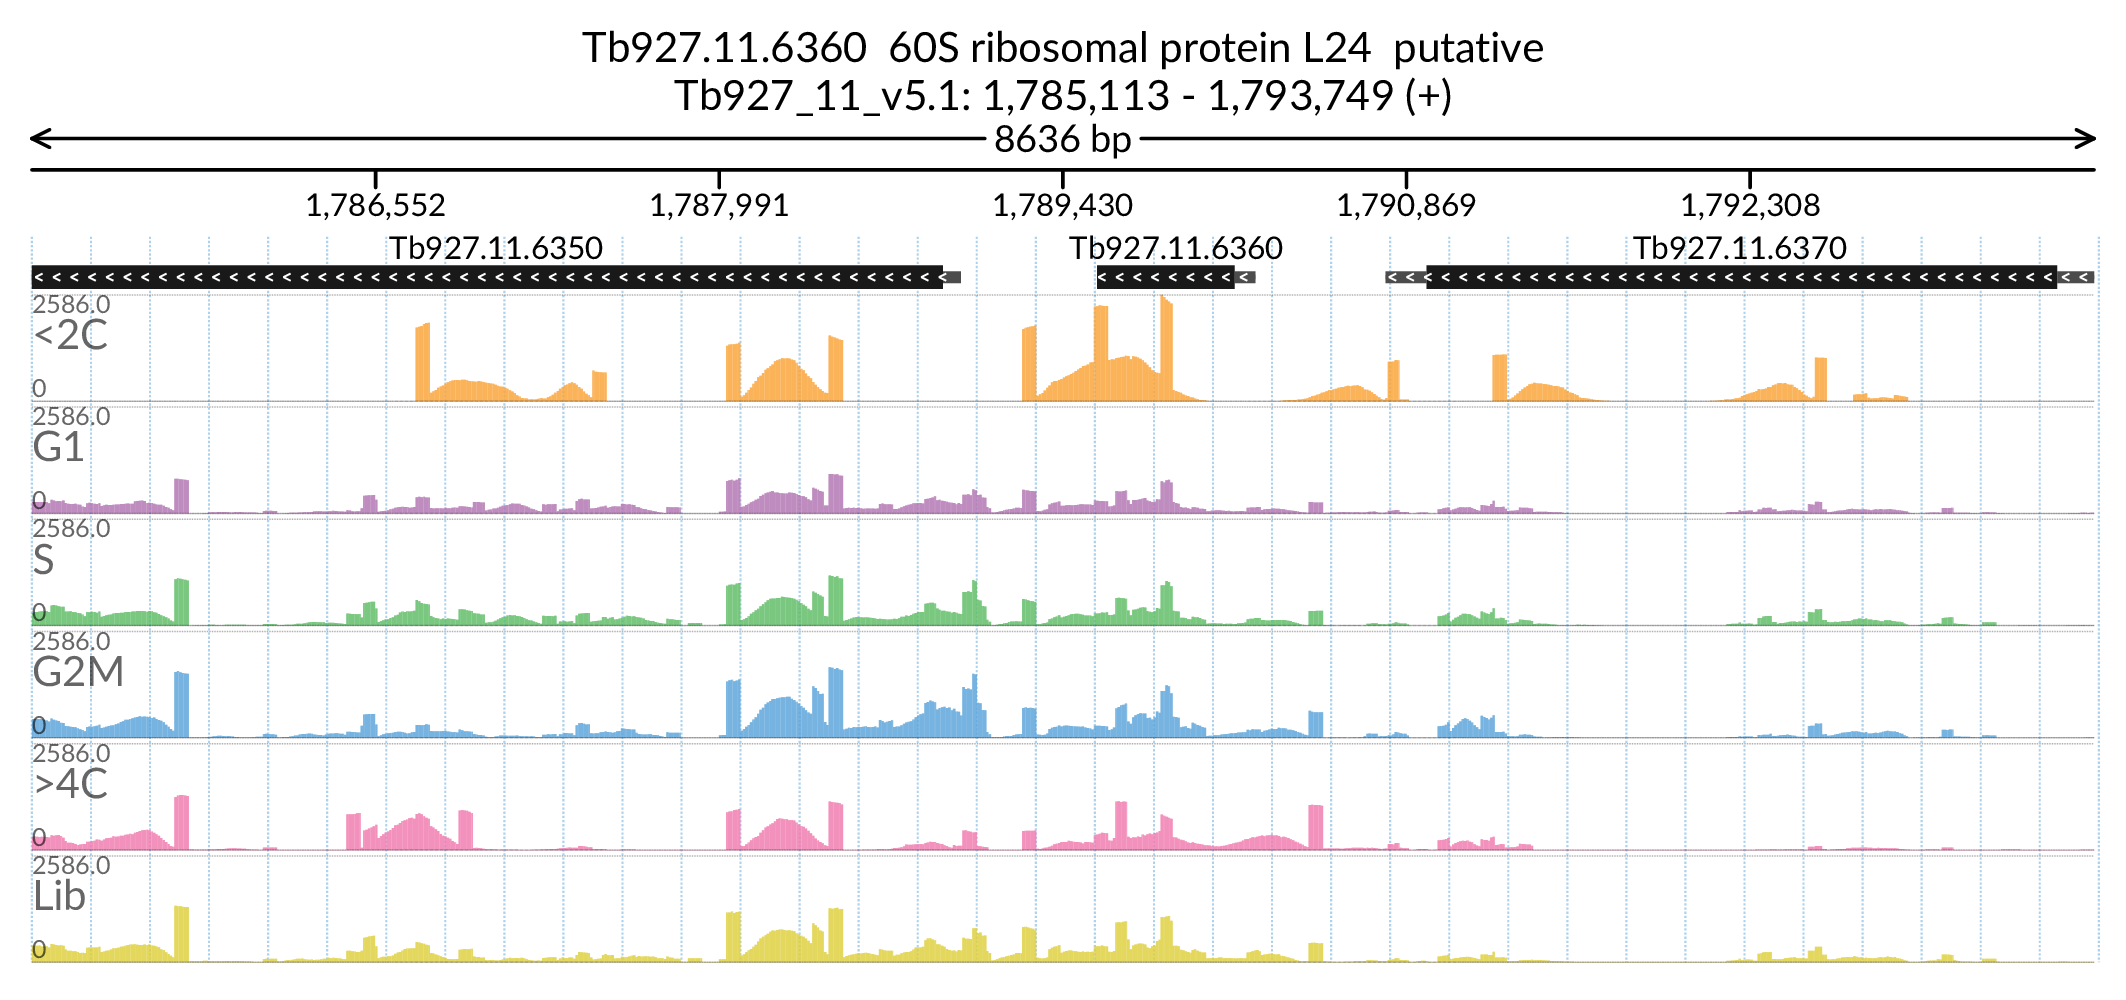 Tb927.11.6360  60S ribosomal protein L24  putative
Tb927_11_v5.1: 1,785,113 - 1,793,749 (+)
8636 bp
1,786,552 1,787,991 1,789,430 1,790,869 1,792,308
Tb927.11.6350 Tb927.11.6360 Tb927.11.6370
2586.0
<2C
0
2586.0
G1
0
2586.0
S
0
2586.0
G2M
0
2586.0
>4C
0
2586.0
Lib
0